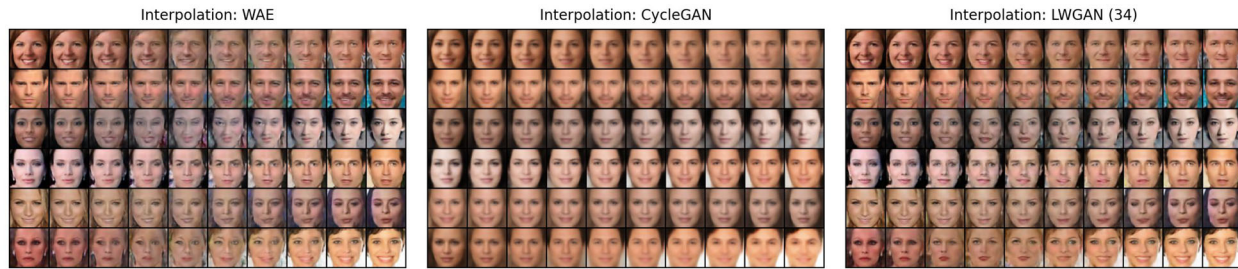 Interpolation: WAE
Interpolation: CycleGAN
Interpolation: LWGAN (34)